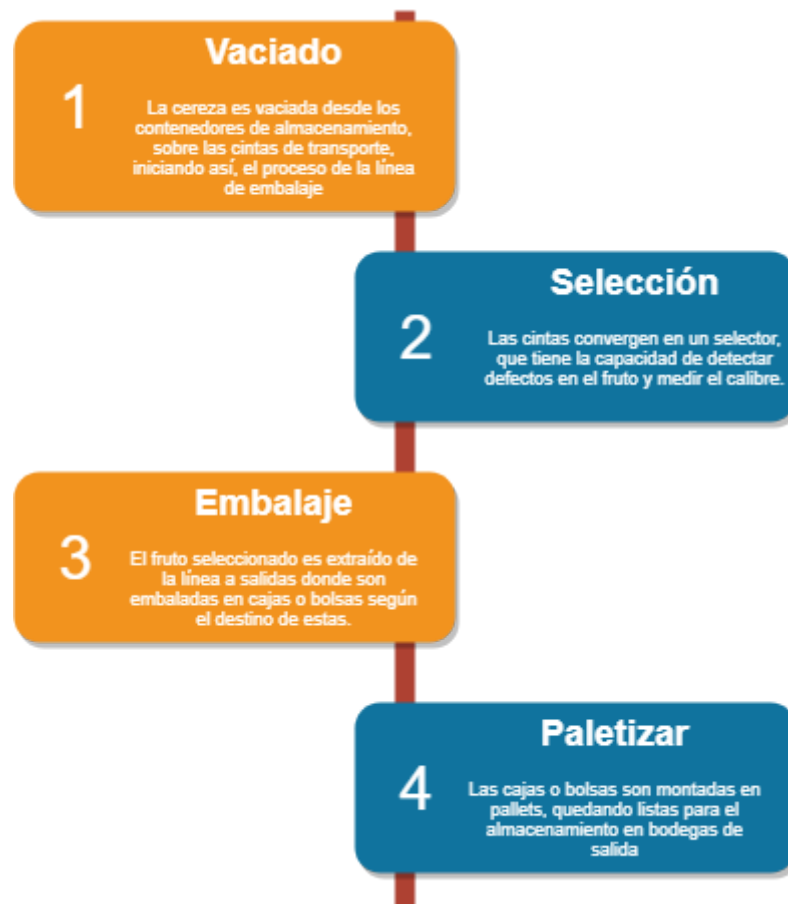 Vaciado
1
La cereza es vaciada desde los
contenedores de almacenamiento,
sobre las cintas de transporte,
iniciando así, el proceso de la línea
de embalaje
Selección
2
Las cintas convergen en un selector,
que tiene la capacidad de detectar
defectos en el fruto y medir el calibre.
Embalaje
3
El fruto seleccionado es extraído de
la línea a salidas donde son
embaladas en cajas o bolsas según
el destino de estas.
Paletizar
4
Las cajas o bolsas son montadas en
pallets, quedando listas para el
almacenamiento en bodegas de
salida